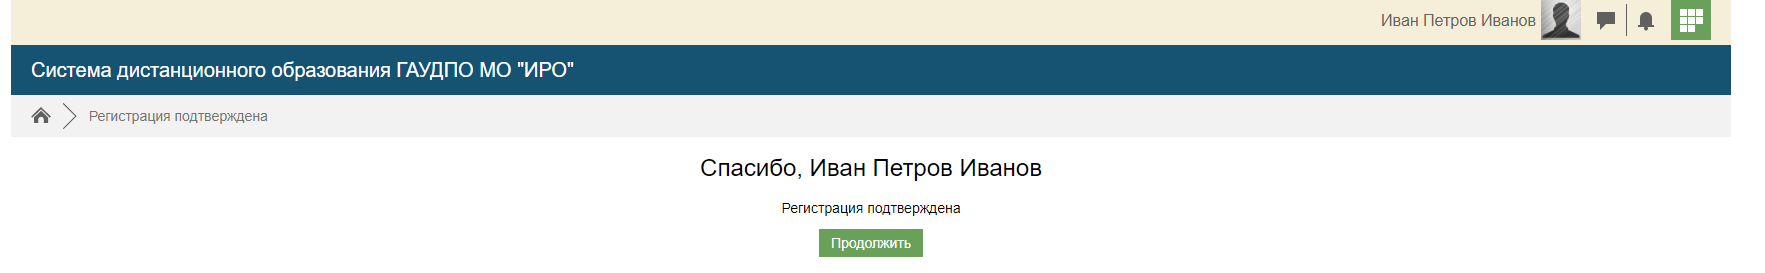 Иван Петров Иванов
Система дистанционного образования ГАУДПО МО "ИРО"
Регистрация подтверждена
Спасибо, Иван Петров Иванов
Регистрация подтверждена
Продолжить